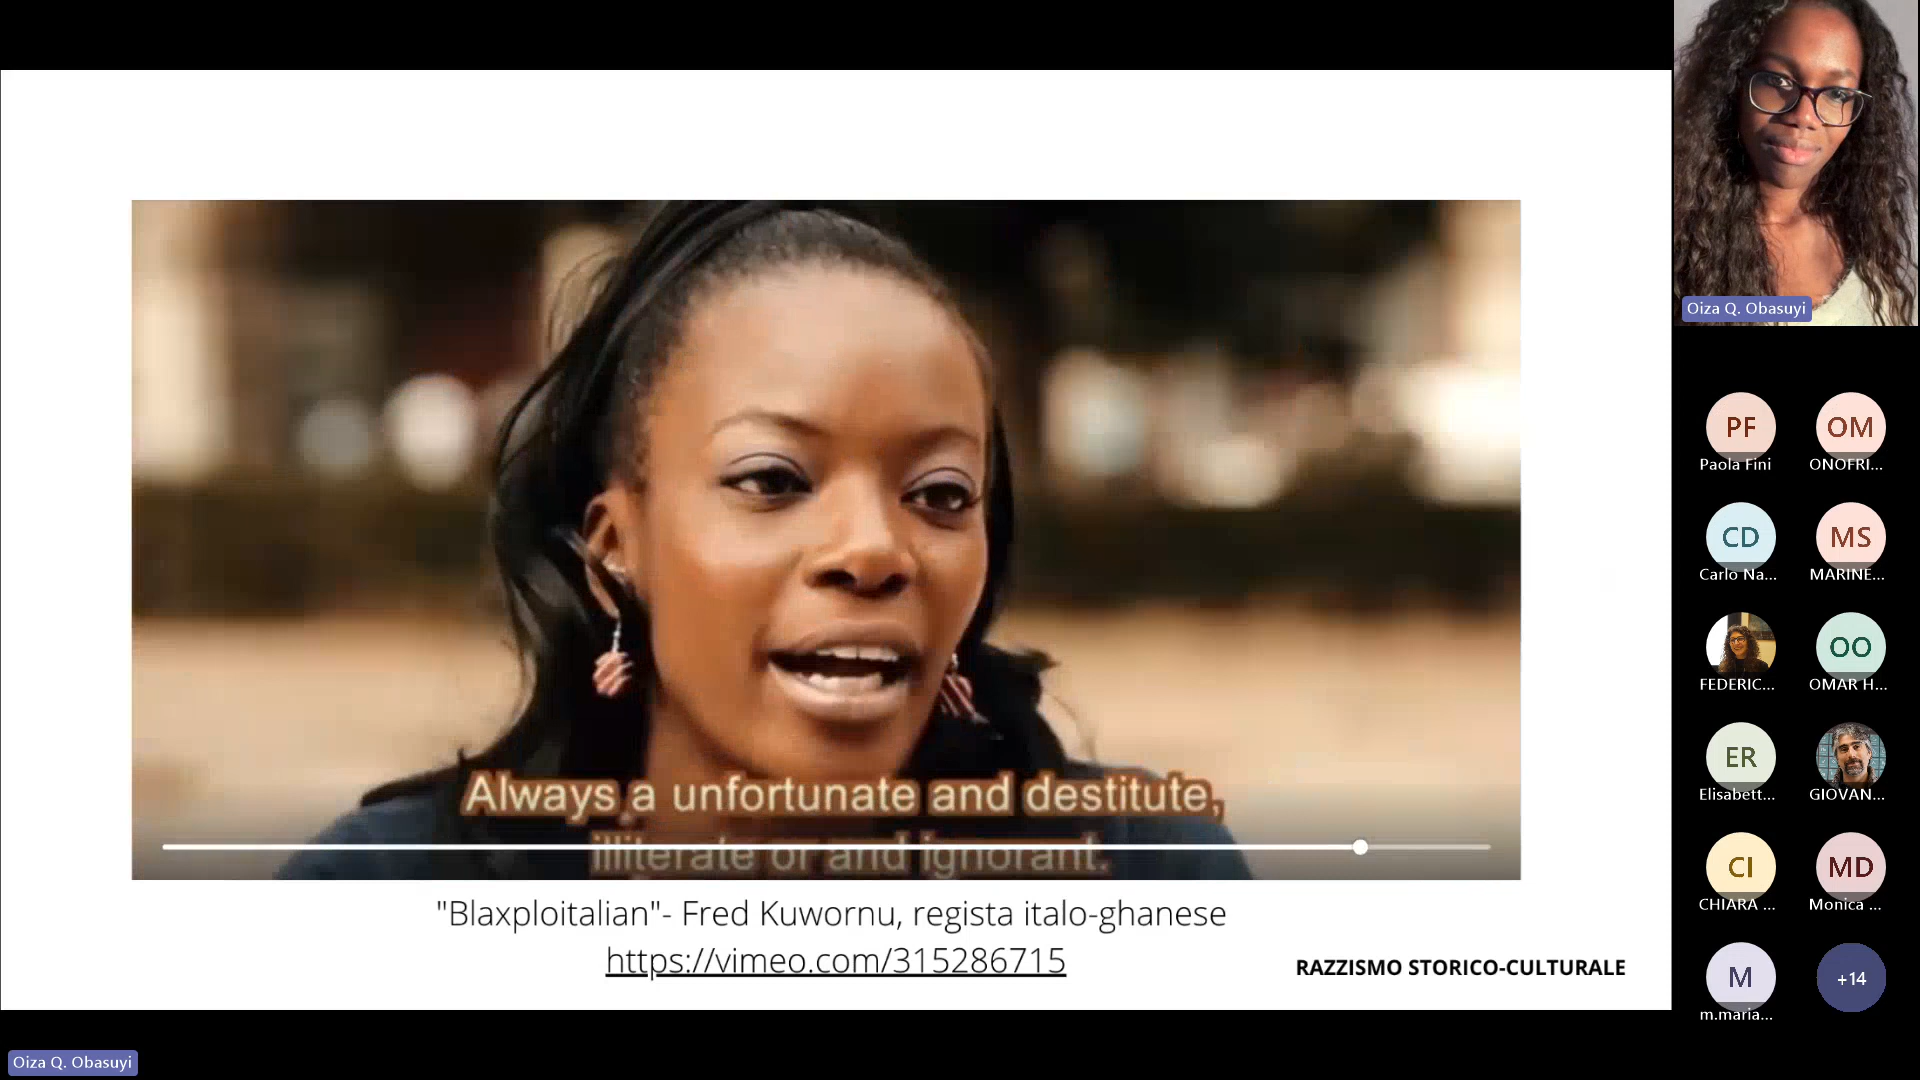 Always a unfortunate and destitute,
illiterate or and ignorant.
"Blaxploitalian"- Fred Kuwornu, regista italo-ghanese
https://vimeo.com/315286715
RAZZISMO STORICO-CULTURALE
Oiza Q. Obasuyi
Oiza Q. Obasuyi
PF
Paola Fini
OM
ONOFRI...
CD
Carlo Na...
MS
MARINE...
FEDERIC...
OO
OMAR H...
ER
Elisabett...
GIOVAN...
CI
CHIARA ...
MD
Monica ...
M
m.maria...
+14